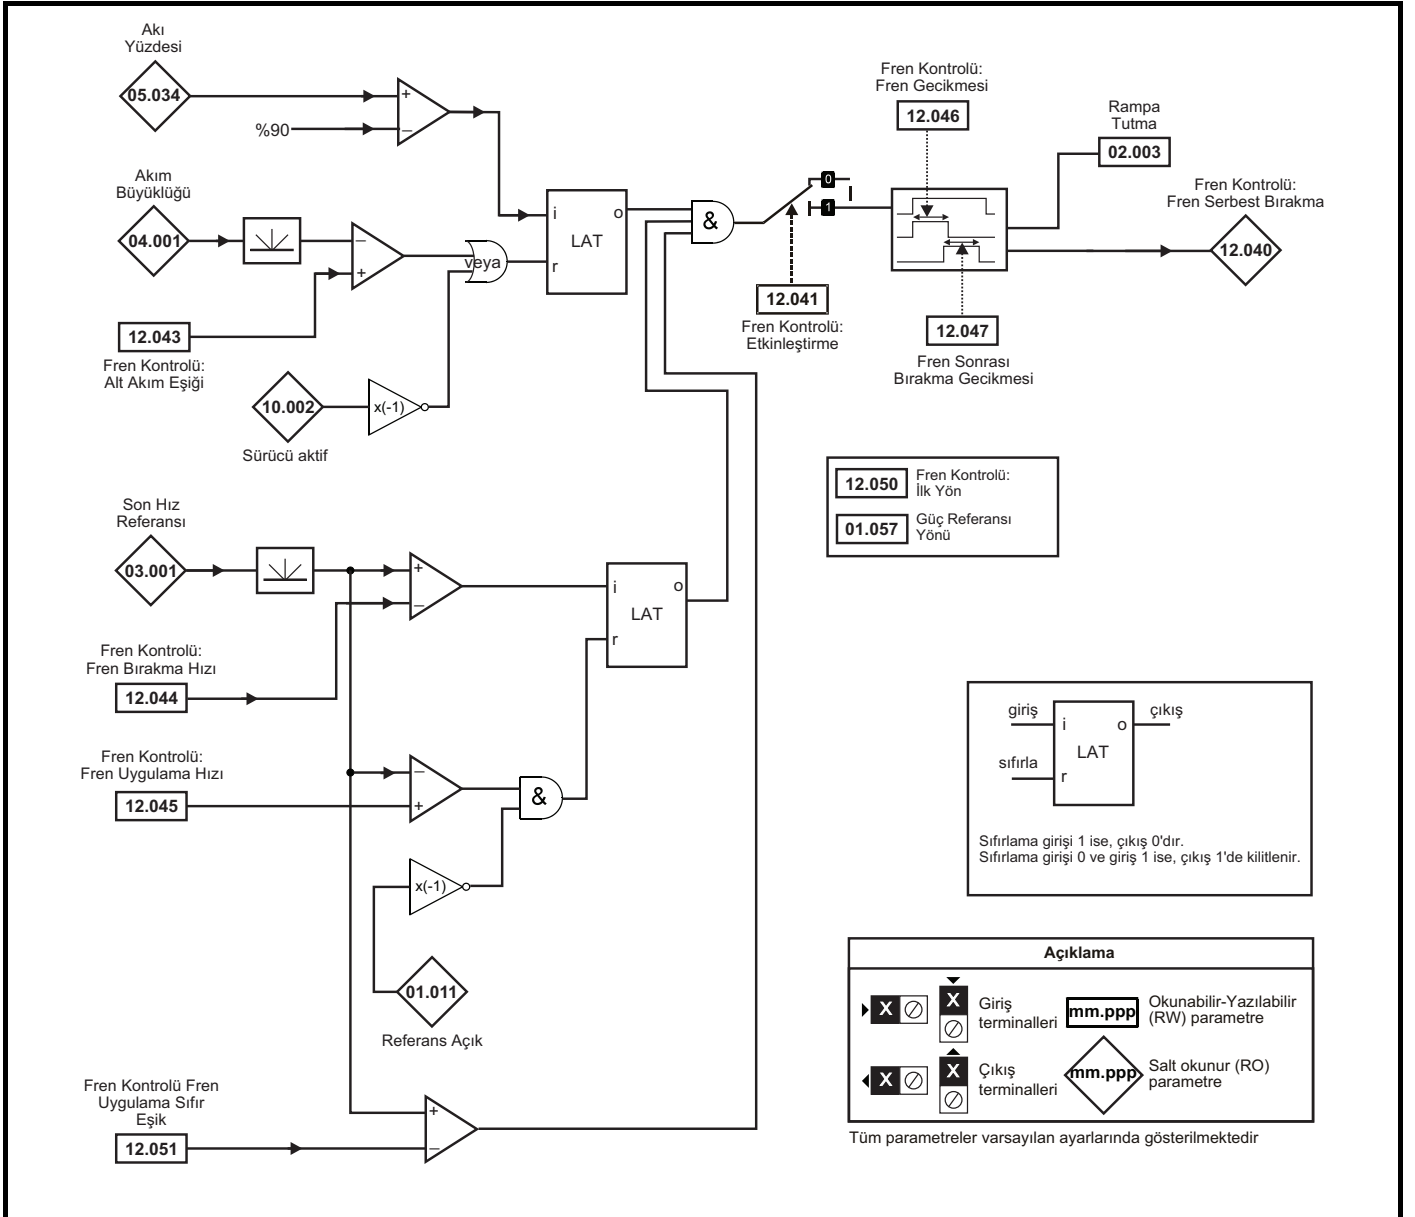 Akı
Yüzdesi
05.034
+
%90
–
Akım
Büyüklüğü
04.001
–
+
12.043
Fren Kontrolü:
Alt Akım Eşiği
veya
10.002
x(-1)
Sürücü aktif
i
o
LAT
r
&
0
1
12.041
Fren Kontrolü:
Etkinleştirme
Fren Kontrolü:
Fren Gecikmesi
12.046
12.047
Fren Sonrası
Bırakma Gecikmesi
Rampa
Tutma
02.003
Fren Kontrolü:
Fren Serbest Bırakma
12.040
12.050
Fren Kontrolü:
İlk Yön
01.057
Güç Referansı
Yönü
Son Hız
Referansı
03.001
+
–
i
o
LAT
r
Fren Kontrolü:
Fren Bırakma Hızı
12.044
Fren Kontrolü:
Fren Uygulama Hızı
12.045
–
+
&
x(-1)
01.011
Referans Açık
Fren Kontrolü Fren
Uygulama Sıfır
Eşik
12.051
+
–
giriş
i
o
çıkış
LAT
sıfırla
r
Sıfırlama girişi 1 ise, çıkış 0'dır.
Sıfırlama girişi 0 ve giriş 1 ise, çıkış 1'de kilitlenir.
Açıklama
X
X
Giriş
terminalleri
mm.ppp
Okunabilir-Yazılabilir
(RW) parametre
X
X
Çıkış
terminalleri
mm.ppp
Salt okunur (RO)
parametre
Tüm parametreler varsayılan ayarlarında gösterilmektedir